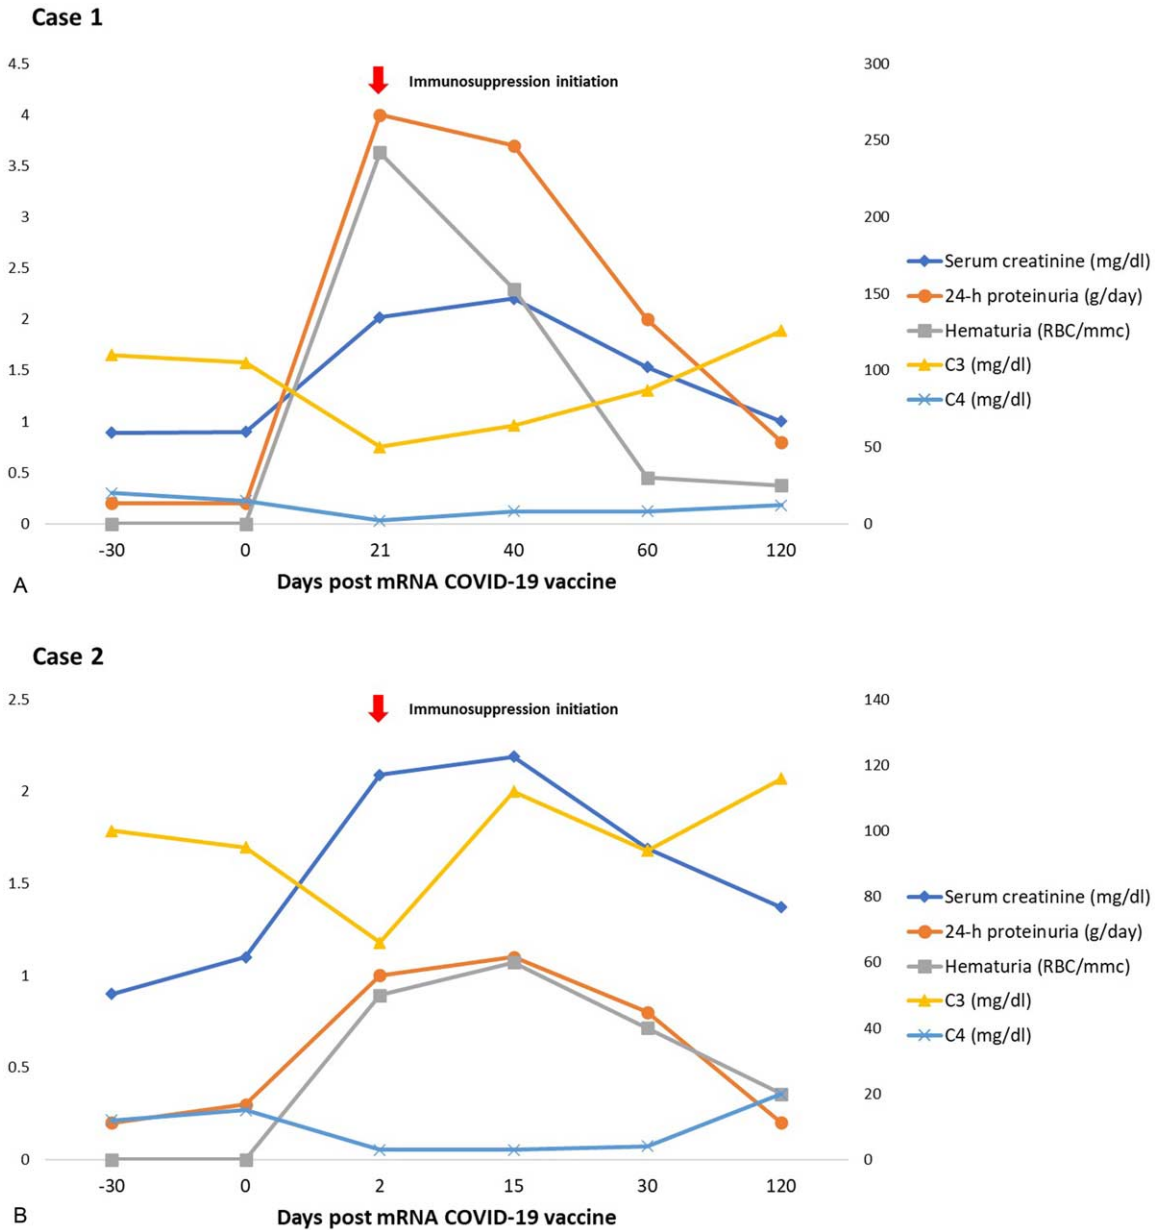 Case 1
Immunosuppression initiation
4.5
4
3.5
3
2.5
2
1.5
1
0.5
0
300
250
200
150
100
50
0
Serum creatinine (mg/dl)
24-h proteinuria (g/day)
Hematuria (RBC/mmc)
C3 (mg/dl)
C4 (mg/dl)
-30 0 21 40 60 120
Days post mRNA COVID-19 vaccine
A
Case 2
Immunosuppression initiation
2.5
2
1.5
1
0.5
0
140
120
100
80
60
40
20
0
Serum creatinine (mg/dl)
24-h proteinuria (g/day)
Hematuria (RBC/mmc)
C3 (mg/dl)
C4 (mg/dl)
-30 0 2 15 30 120
Days post mRNA COVID-19 vaccine
B